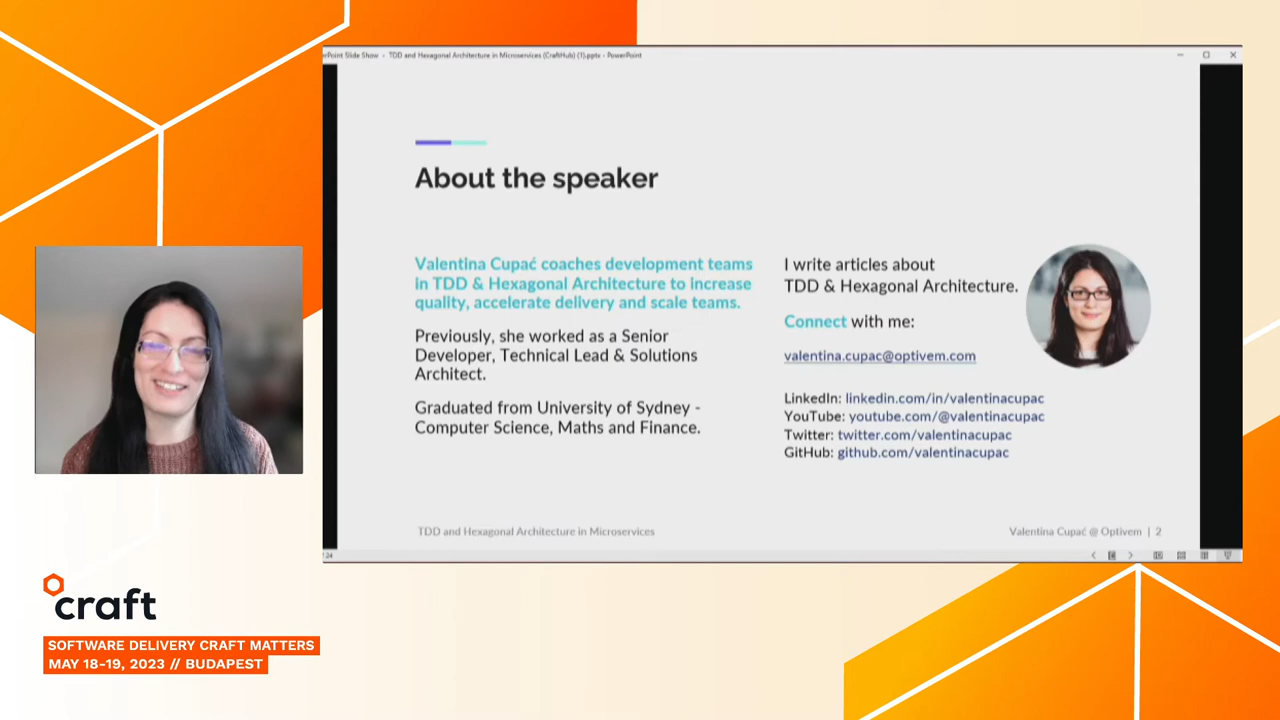 ePoint Slide Show - TDD and Hexagonal Architecture in Microservices (CraftHub) (1).pptx - PowerPoint
About the speaker
Valentina Cupać coaches development teams
in TDD & Hexagonal Architecture to increase
quality, accelerate delivery and scale teams.
Previously, she worked as a Senior
Developer, Technical Lead & Solutions
Architect.
Graduated from University of Sydney -
Computer Science, Maths and Finance.
I write articles about
TDD & Hexagonal Architecture.
Connect with me:
valentina.cupac@optivem.com
LinkedIn: linkedin.com/in/valentinacupac
YouTube: youtube.com/@valentinacupac
Twitter: twitter.com/valentinacupac
GitHub: github.com/valentinacupac
TDD and Hexagonal Architecture in Microservices
Valentina Cupać @ Optivem | 2
24
craft
SOFTWARE DELIVERY CRAFT MATTERS
MAY 18-19, 2023 // BUDAPEST